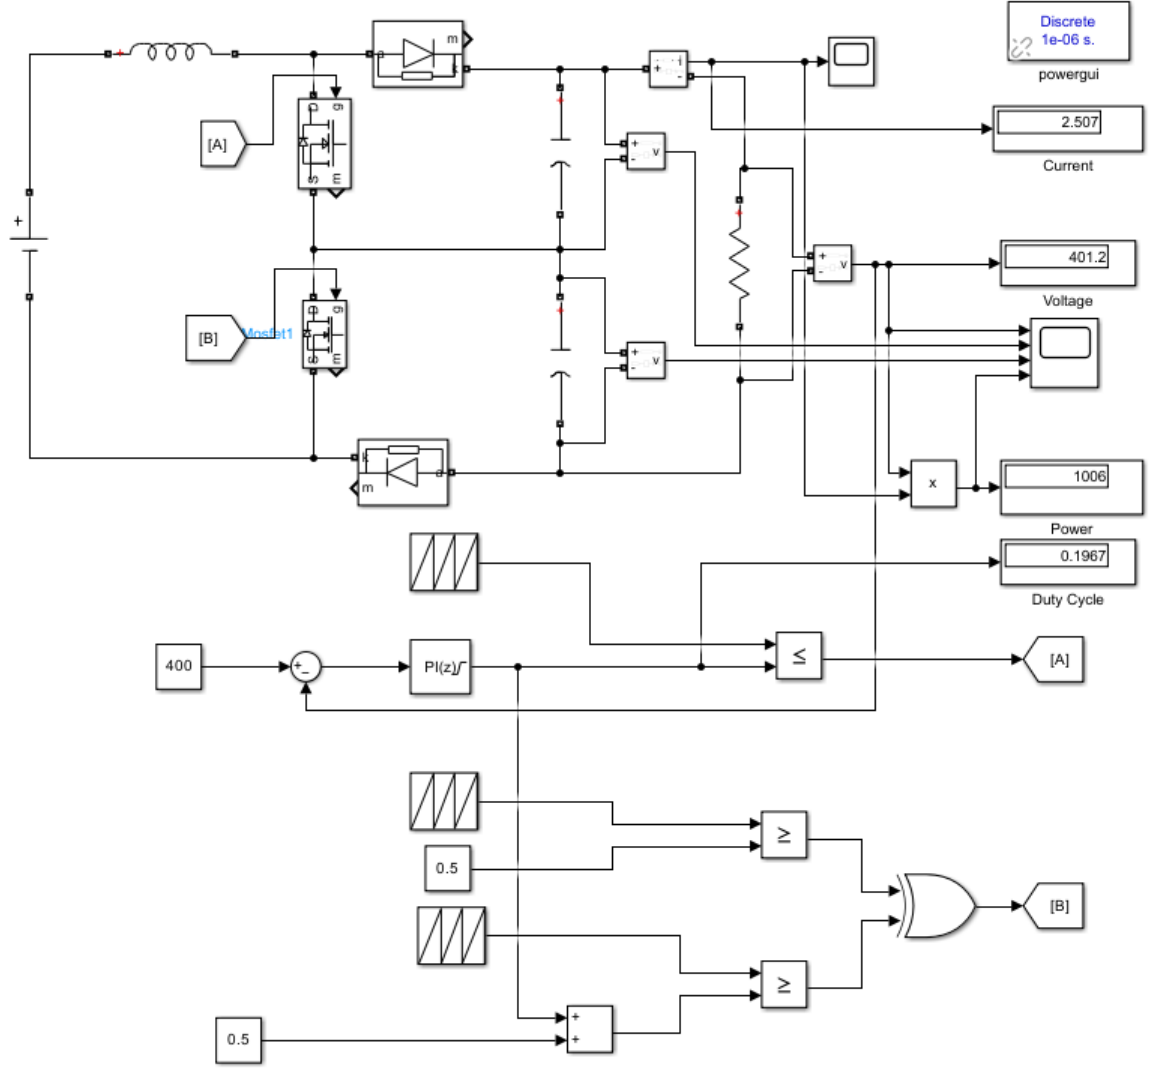 Discrete
1e-06 s.
powergui
m
a
k
+
i
-
2.507
Current
[A]
g
D
S
m
+
-
v
+
+
-
v
401.2
Voltage
[B]
Mosfet1
g
D
S
m
+
-
v
k
a
m
x
1006
Power
0.1967
Duty Cycle
400
+
-
PI(z)
≤
[A]
≥
0.5
[B]
≥
0.5
+
+